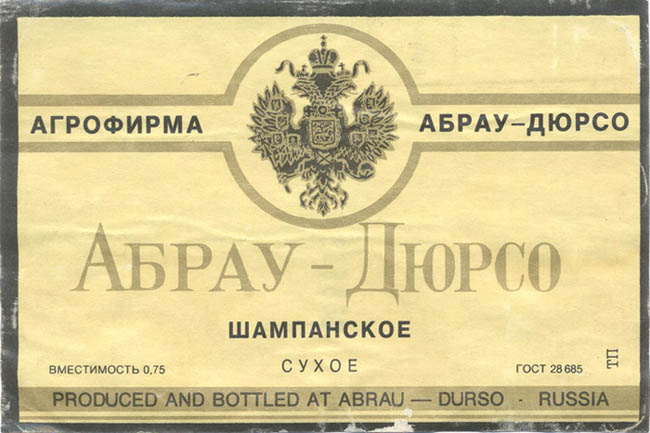 АГРОФИРМА АБРАУ–ДЮРСО
АБРАУ – ДЮРСО
ШАМПАНСКОЕ
СУХОЕ
ВМЕСТИМОСТЬ 0,75 ГОСТ 28685 ТП
PRODUCED AND BOTTLED AT ABRAU — DURSO · RUSSIA